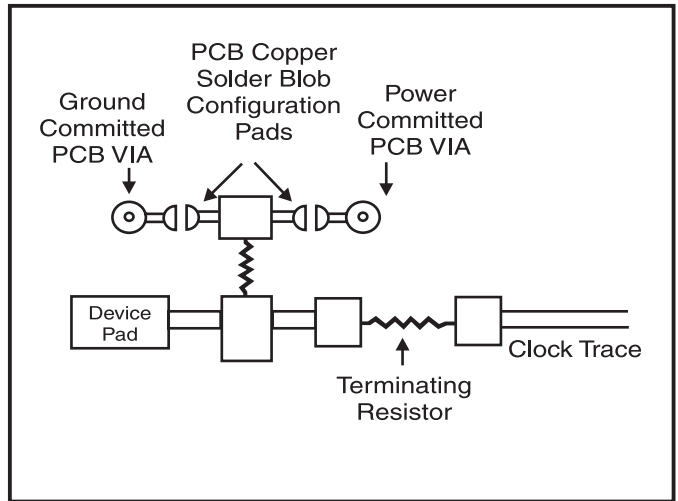 PCB Copper
Solder Blob
Configuration
Pads
Ground
Committed
PCB VIA
Power
Committed
PCB VIA
Device
Pad
Clock Trace
Terminating
Resistor